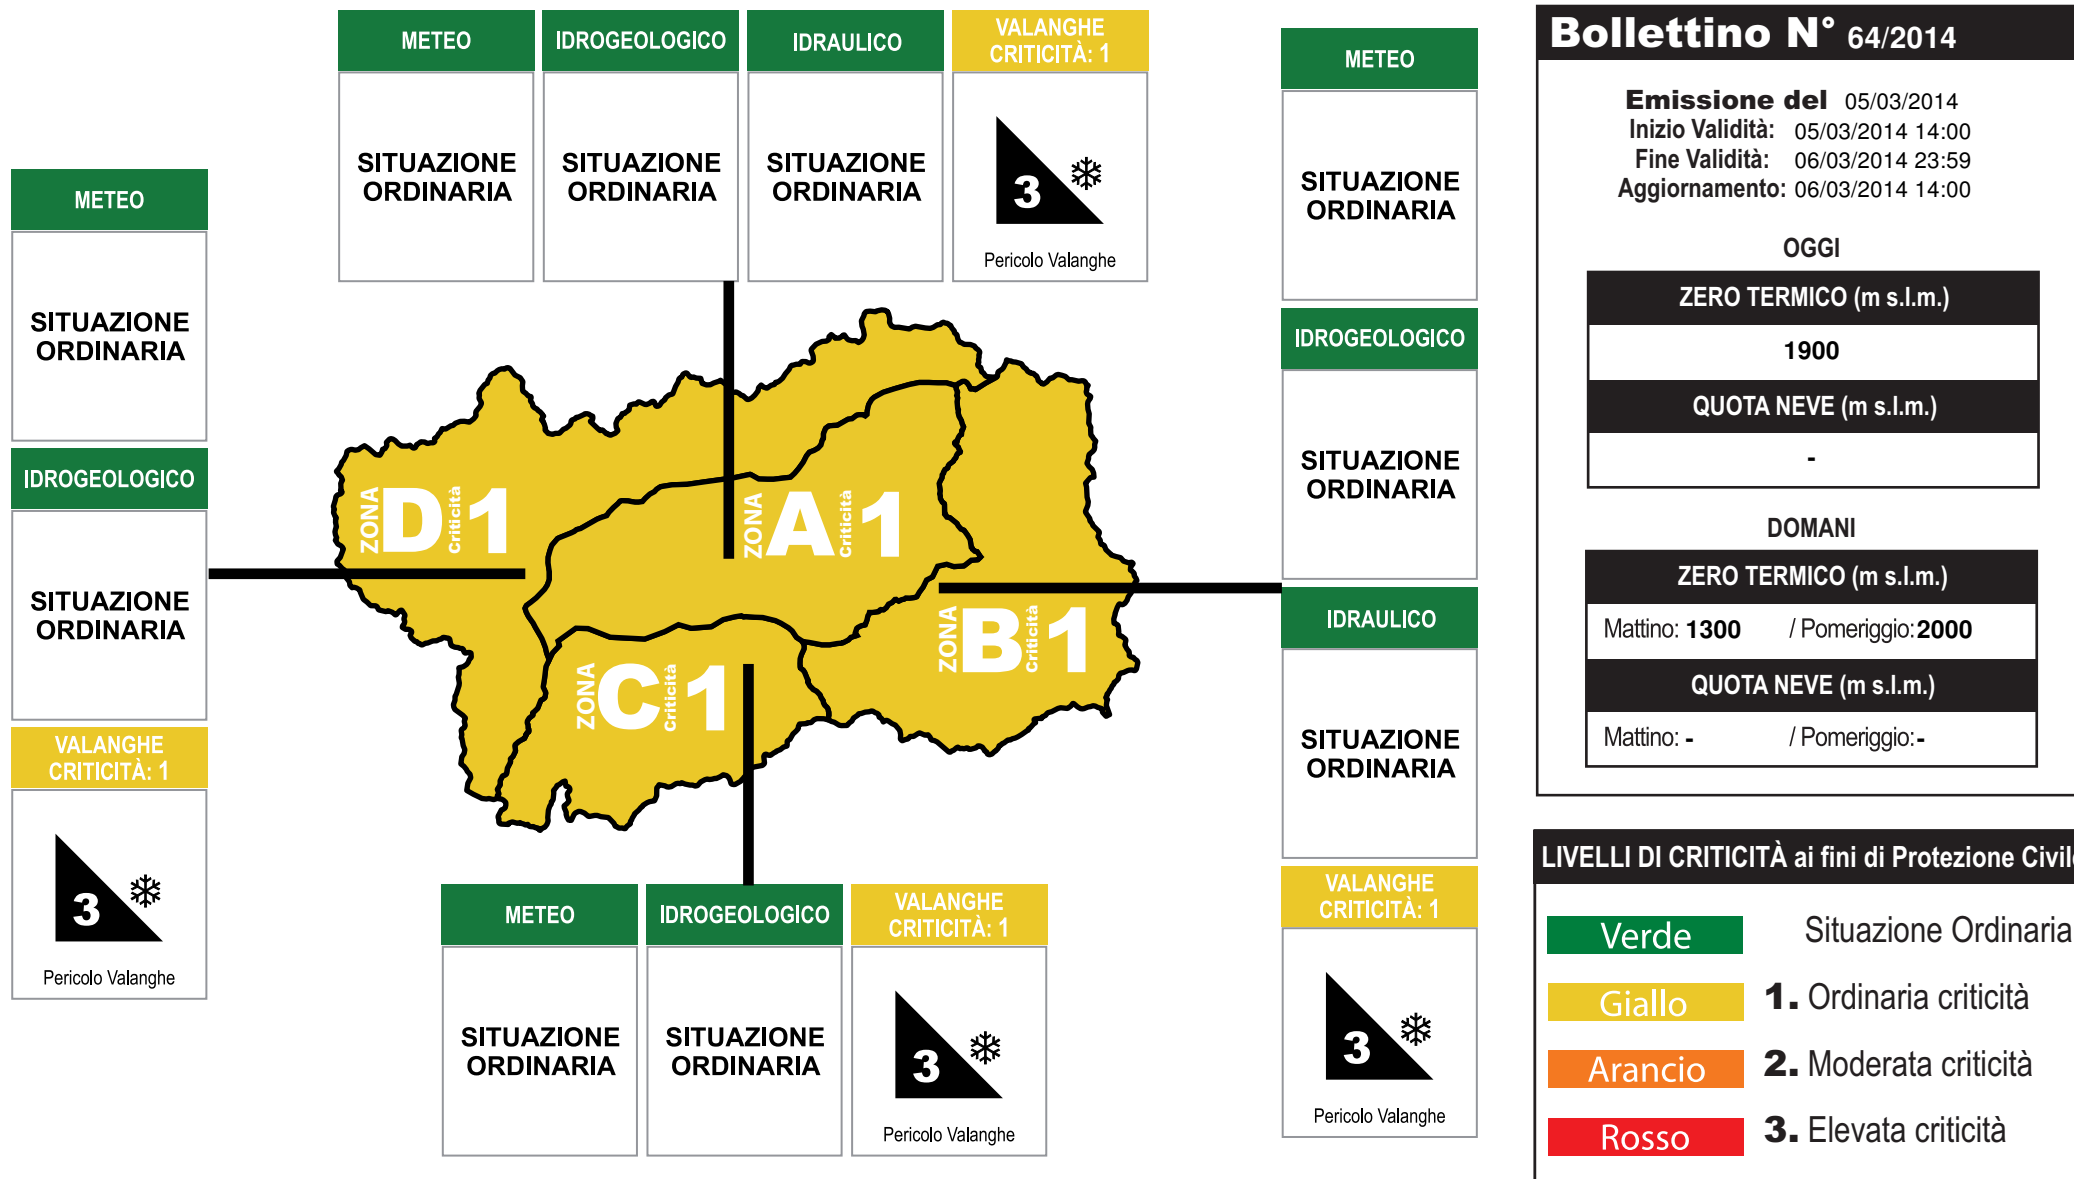 METEO
IDROGEOLOGICO
IDRAULICO
VALANGHE
CRITICITÀ: 1
SITUAZIONE
ORDINARIA
SITUAZIONE
ORDINARIA
SITUAZIONE
ORDINARIA
3
Pericolo Valanghe
METEO
SITUAZIONE
ORDINARIA
IDROGEOLOGICO
SITUAZIONE
ORDINARIA
VALANGHE
CRITICITÀ: 1
3
Pericolo Valanghe
ZONA D Criticità 1
ZONA A Criticità 1
ZONA B Criticità 1
ZONA C Criticità 1
METEO
IDROGEOLOGICO
VALANGHE
CRITICITÀ: 1
SITUAZIONE
ORDINARIA
SITUAZIONE
ORDINARIA
3
Pericolo Valanghe
METEO
SITUAZIONE
ORDINARIA
IDROGEOLOGICO
SITUAZIONE
ORDINARIA
IDRAULICO
SITUAZIONE
ORDINARIA
VALANGHE
CRITICITÀ: 1
3
Pericolo Valanghe
Bollettino N° 64/2014
Emissione del 05/03/2014
Inizio Validità: 05/03/2014 14:00
Fine Validità: 06/03/2014 23:59
Aggiornamento: 06/03/2014 14:00
OGGI
ZERO TERMICO (m s.l.m.)
1900
QUOTA NEVE (m s.l.m.)
-
DOMANI
ZERO TERMICO (m s.l.m.)
Mattino: 1300 / Pomeriggio: 2000
QUOTA NEVE (m s.l.m.)
Mattino: - / Pomeriggio: -
LIVELLI DI CRITICITÀ ai fini di Protezione Civile
Verde Situazione Ordinaria
Giallo 1. Ordinaria criticità
Arancio 2. Moderata criticità
Rosso 3. Elevata criticità